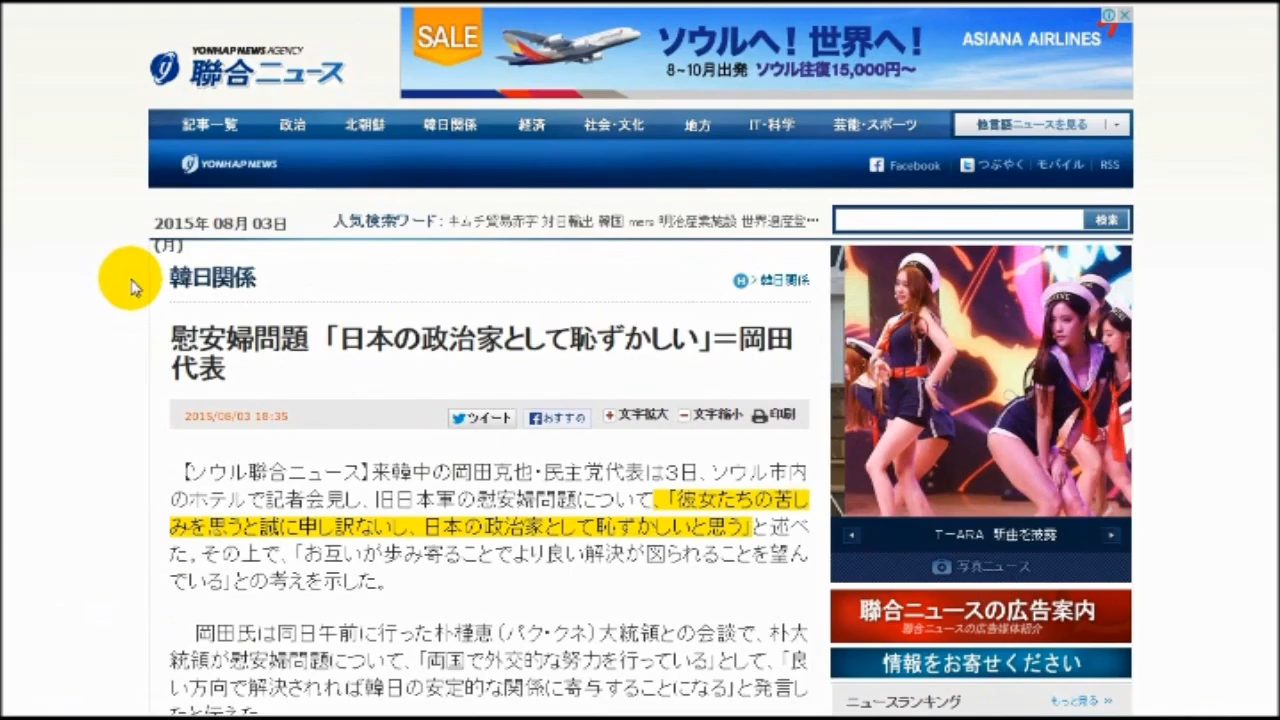 YONHAP NEWS AGENCY
聯合ニュース
SALE
ソウルへ! 世界へ!
8~10月出発 ソウル往復15,000円~
ASIANA AIRLINES
記事一覧 政治 北朝鮮 韓日関係 経済 社会・文化 地方 IT・科学 芸能・スポーツ 他言語ニュースを見る
YONHAP NEWS
Facebook つぶやく モバイル RSS
2015年 08月 03日
(月)
人気検索ワード: キムチ貿易赤字 対日輸出 韓国 mers 明治産業施設 世界遺産登…
検索
韓日関係
H > 韓日関係
慰安婦問題 「日本の政治家として恥ずかしい」=岡田
代表
2015/08/03 18:35
ツイート おすすめ 文字拡大 文字縮小 印刷
【ソウル聯合ニュース】来韓中の岡田克也・民主党代表は3日、ソウル市内
のホテルで記者会見し、旧日本軍の慰安婦問題について、「彼女たちの苦し
みを思うと誠に申し訳ないし、日本の政治家として恥ずかしいと思う」と述べ
た。その上で、「お互いが歩み寄ることでより良い解決が図られることを望ん
でいる」との考えを示した。
岡田氏は同日午前に行った朴槿恵(パク・クネ)大統領との会談で、朴大
統領が慰安婦問題について、「両国で外交的な努力を行っている」として、「良
い方向で解決されれば韓日の安定的な関係に寄与することになる」と発言し
たと伝えた。
T-ARA 新曲を披露
写真ニュース
聯合ニュースの広告案内
聯合ニュースの広告媒体紹介
情報をお寄せください
ニュースランキング もっと見る »